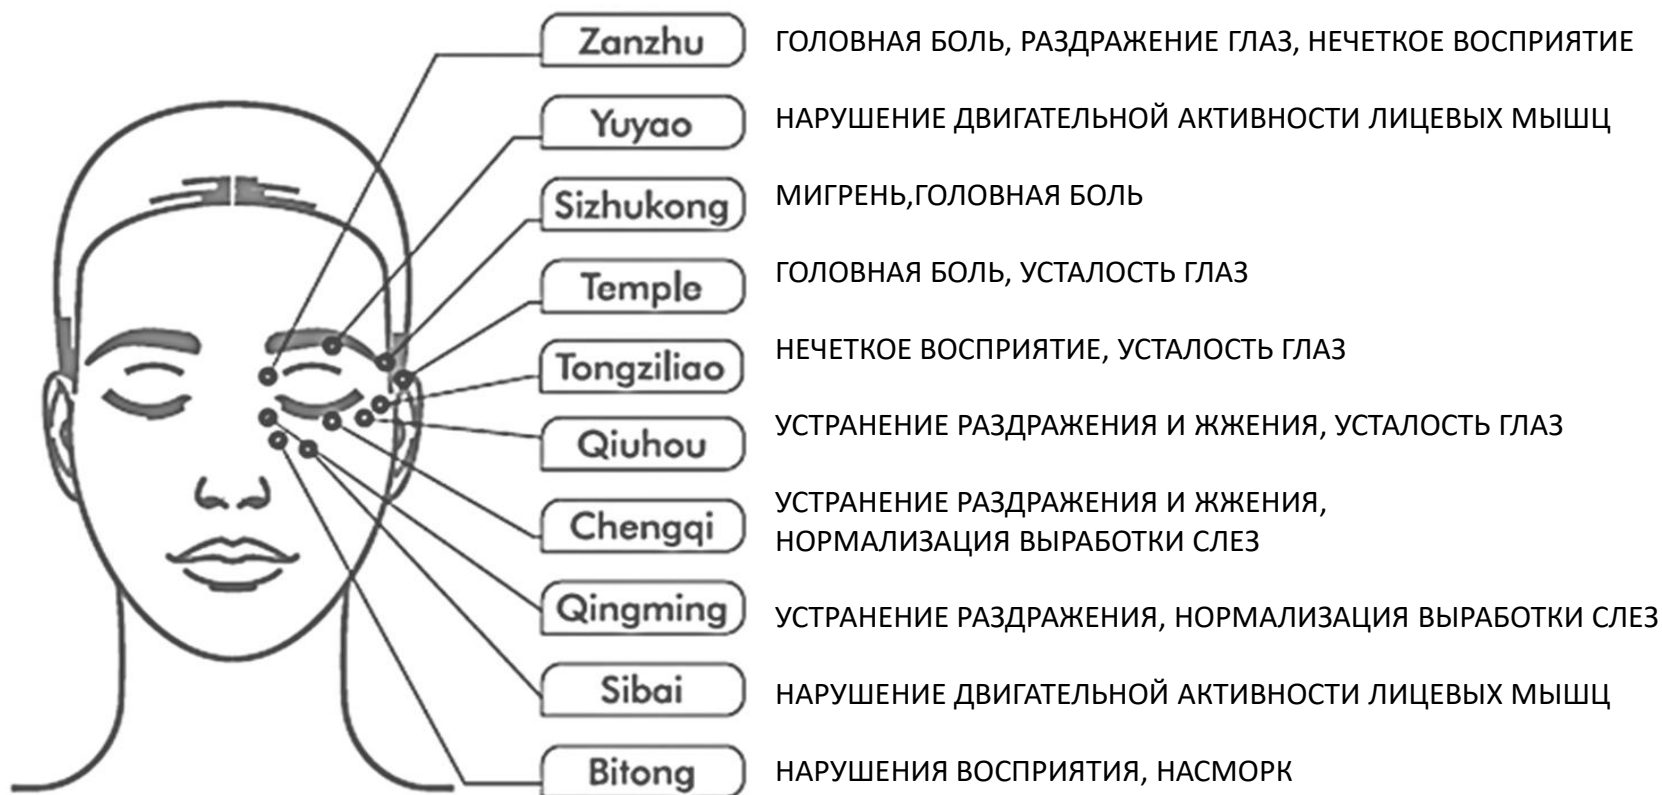 Zanzhu ГОЛОВНАЯ БОЛЬ, РАЗДРАЖЕНИЕ ГЛАЗ, НЕЧЕТКОЕ ВОСПРИЯТИЕ
Yuyao НАРУШЕНИЕ ДВИГАТЕЛЬНОЙ АКТИВНОСТИ ЛИЦЕВЫХ МЫШЦ
Sizhukong МИГРЕНЬ,ГОЛОВНАЯ БОЛЬ
Temple ГОЛОВНАЯ БОЛЬ, УСТАЛОСТЬ ГЛАЗ
Tongziliao НЕЧЕТКОЕ ВОСПРИЯТИЕ, УСТАЛОСТЬ ГЛАЗ
Qiuhou УСТРАНЕНИЕ РАЗДРАЖЕНИЯ И ЖЖЕНИЯ, УСТАЛОСТЬ ГЛАЗ
Chengqi УСТРАНЕНИЕ РАЗДРАЖЕНИЯ И ЖЖЕНИЯ,
НОРМАЛИЗАЦИЯ ВЫРАБОТКИ СЛЕЗ
Qingming УСТРАНЕНИЕ РАЗДРАЖЕНИЯ, НОРМАЛИЗАЦИЯ ВЫРАБОТКИ СЛЕЗ
Sibai НАРУШЕНИЕ ДВИГАТЕЛЬНОЙ АКТИВНОСТИ ЛИЦЕВЫХ МЫШЦ
Bitong НАРУШЕНИЯ ВОСПРИЯТИЯ, НАСМОРК